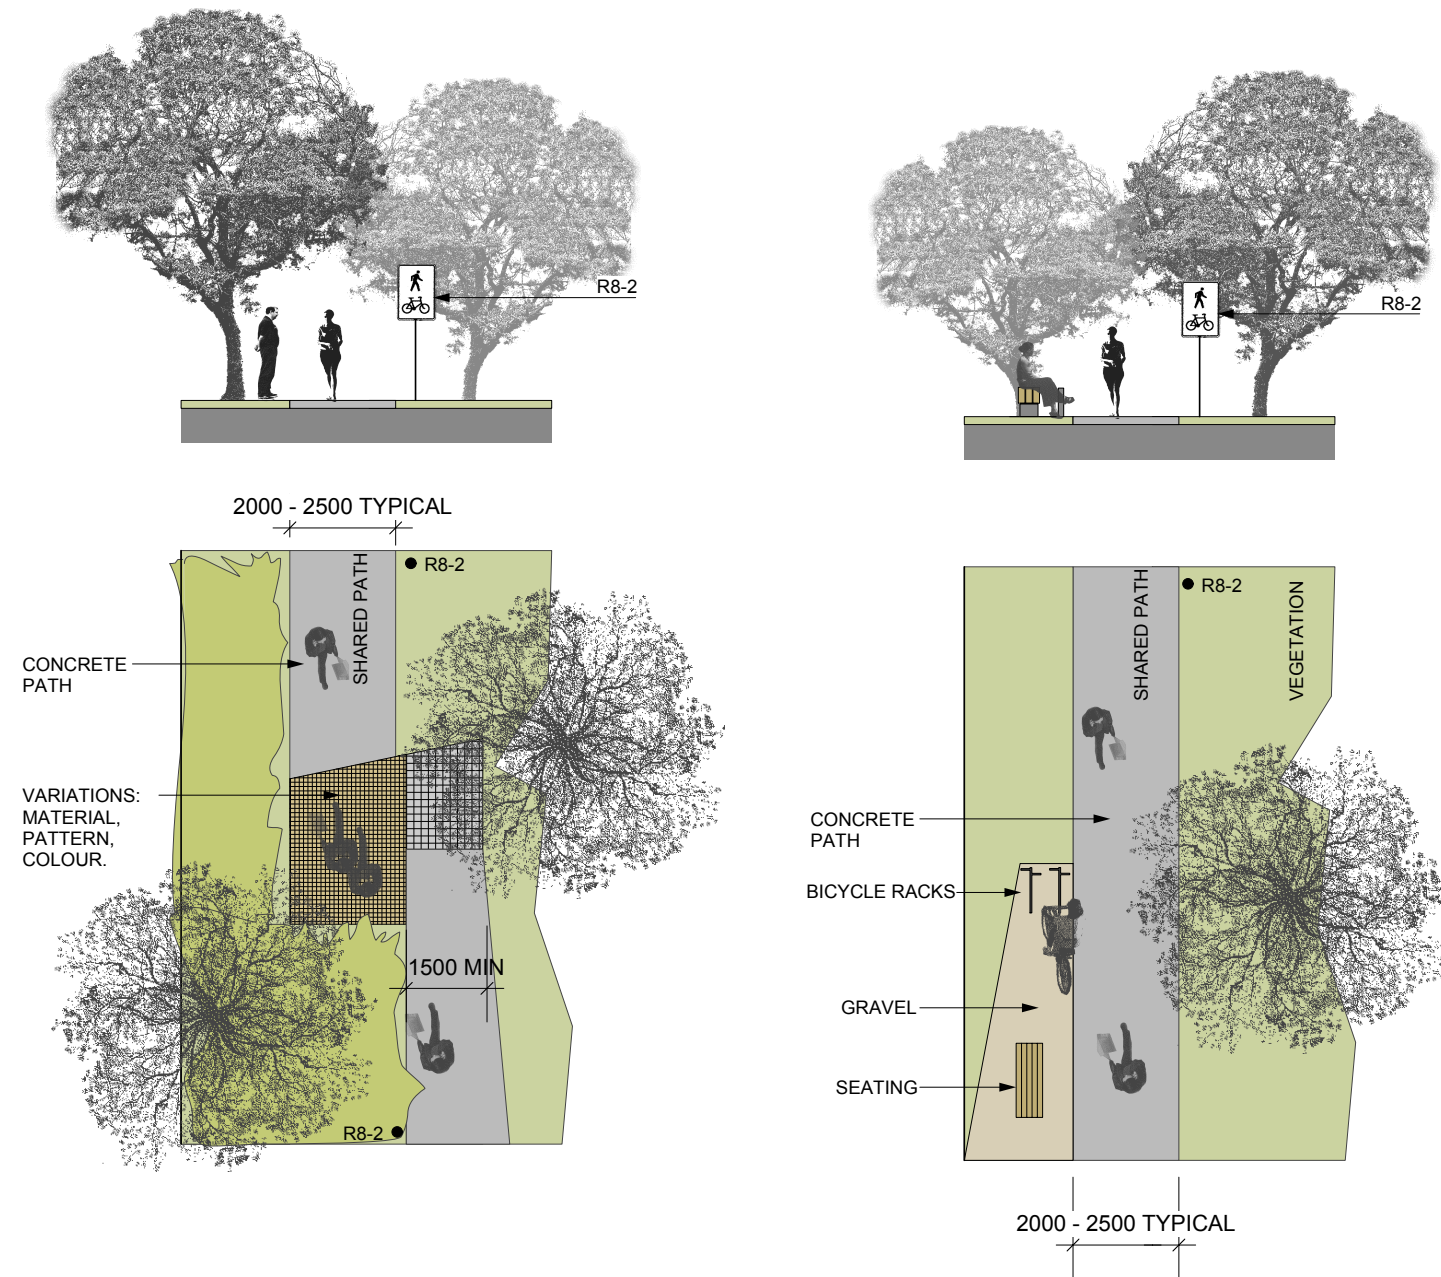 R8-2
R8-2
2000 - 2500 TYPICAL
SHARED PATH
R8-2
CONCRETE
PATH
VARIATIONS:
MATERIAL,
PATTERN,
COLOUR.
1500 MIN
R8-2
SHARED PATH
R8-2
VEGETATION
CONCRETE
PATH
BICYCLE RACKS
GRAVEL
SEATING
2000 - 2500 TYPICAL